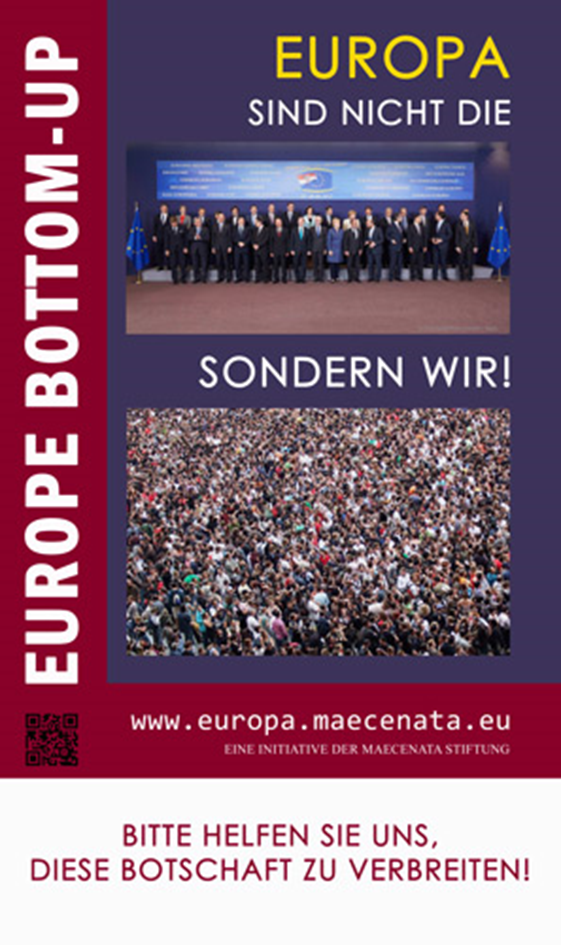 EUROPE BOTTOM-UP
EUROPA
SIND NICHT DIE
SONDERN WIR!
www.europa.maecenata.eu
EINE INITIATIVE DER MAECENATA STIFTUNG
BITTE HELFEN SIE UNS,
DIESE BOTSCHAFT ZU VERBREITEN!